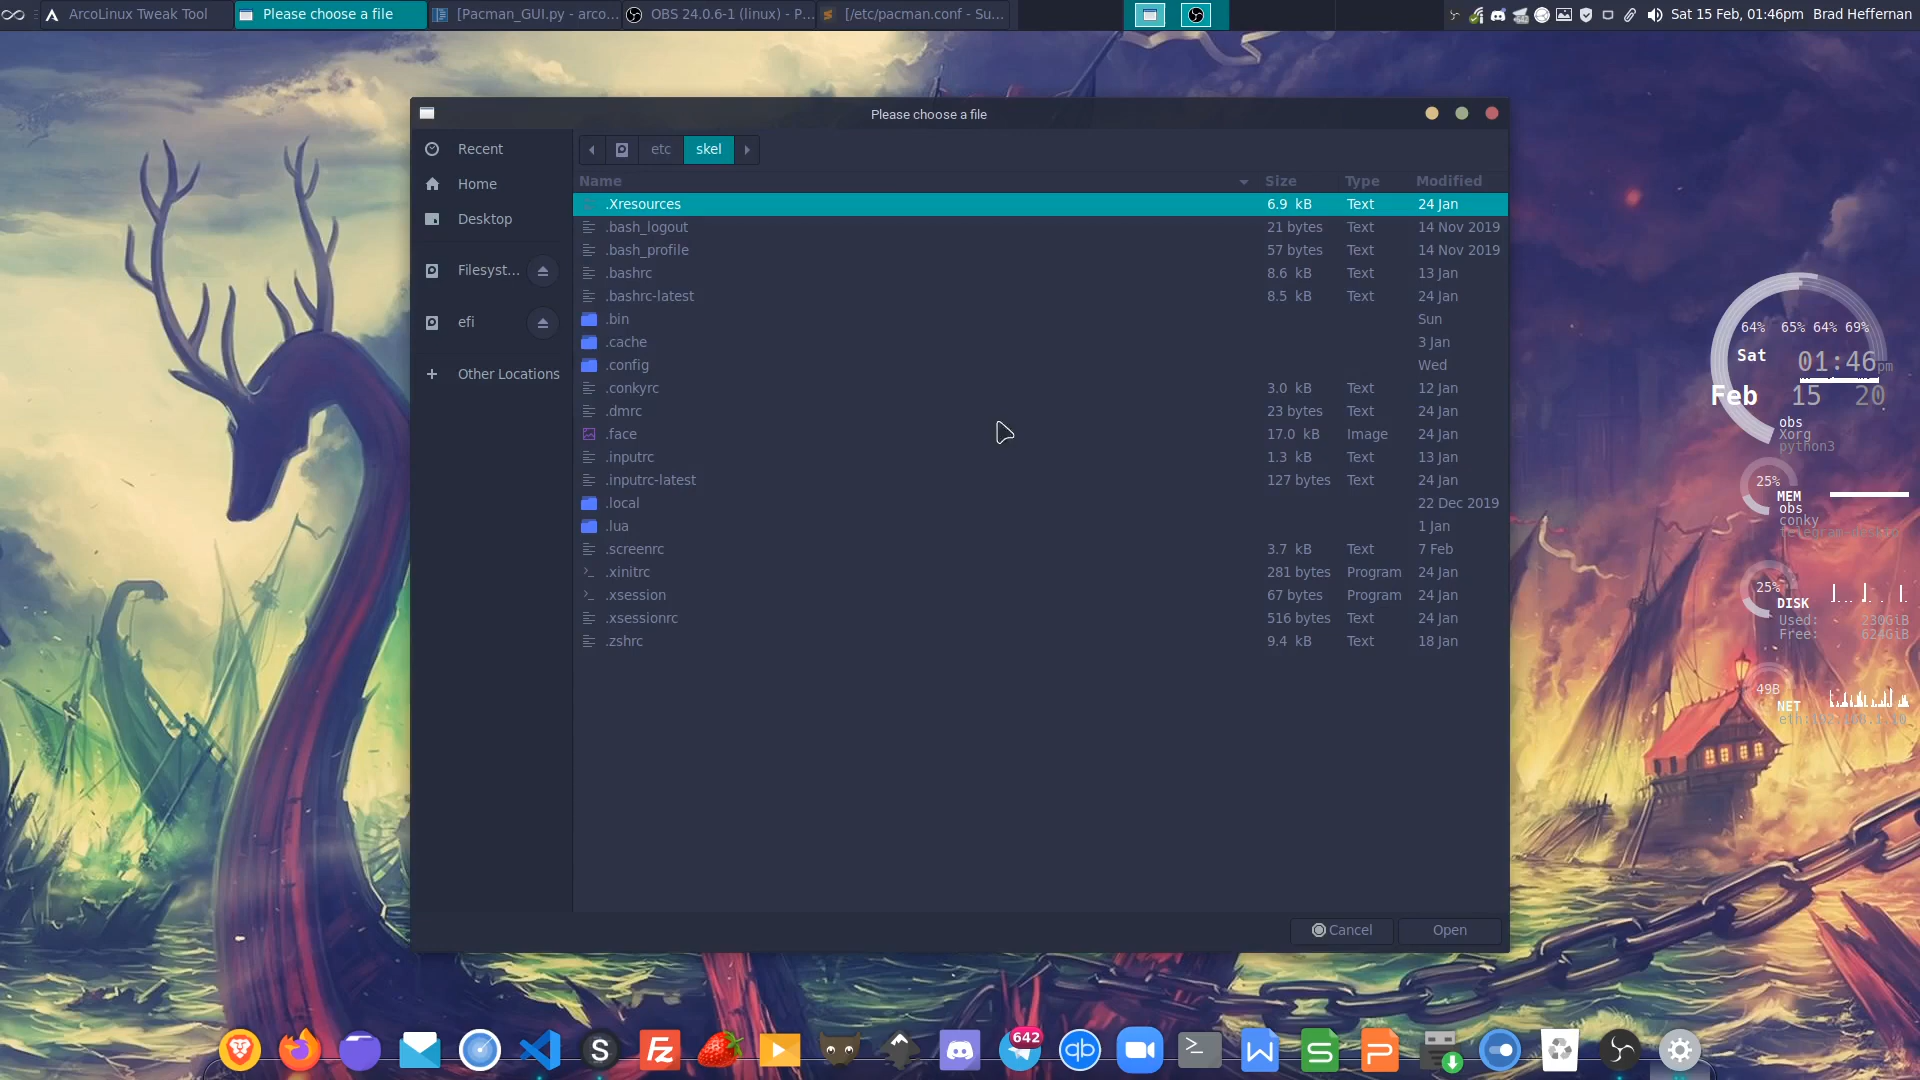 ArcoLinux Tweak Tool
Please choose a file
[Pacman_GUI.py - arco...
OBS 24.0.6-1 (linux) - P...
[/etc/pacman.conf - Su...
Sat 15 Feb, 01:46pm
Brad Heffernan
Please choose a file
Recent
Home
Desktop
Filesyst...
efi
Other Locations
etc
skel
Name Size Type Modified
.Xresources 6.9 kB Text 24 Jan
.bash_logout 21 bytes Text 14 Nov 2019
.bash_profile 57 bytes Text 14 Nov 2019
.bashrc 8.6 kB Text 13 Jan
.bashrc-latest 8.5 kB Text 24 Jan
.bin Sun
.cache 3 Jan
.config Wed
.conkyrc 3.0 kB Text 12 Jan
.dmrc 23 bytes Text 24 Jan
.face 17.0 kB Image 24 Jan
.inputrc 1.3 kB Text 13 Jan
.inputrc-latest 127 bytes Text 24 Jan
.local 22 Dec 2019
.lua 1 Jan
.screenrc 3.7 kB Text 7 Feb
.xinitrc 281 bytes Program 24 Jan
.xsession 67 bytes Program 24 Jan
.xsessionrc 516 bytes Text 24 Jan
.zshrc 9.4 kB Text 18 Jan
Cancel
Open
64% 65% 64% 69%
Sat 01:46pm
Feb 15 20
obs
Xorg
python3
25%
MEM
obs
conky
25%
DISK
Used: 230GiB
Free: 624GiB
49B
NET
S
Fz
642
qb
W
S
P